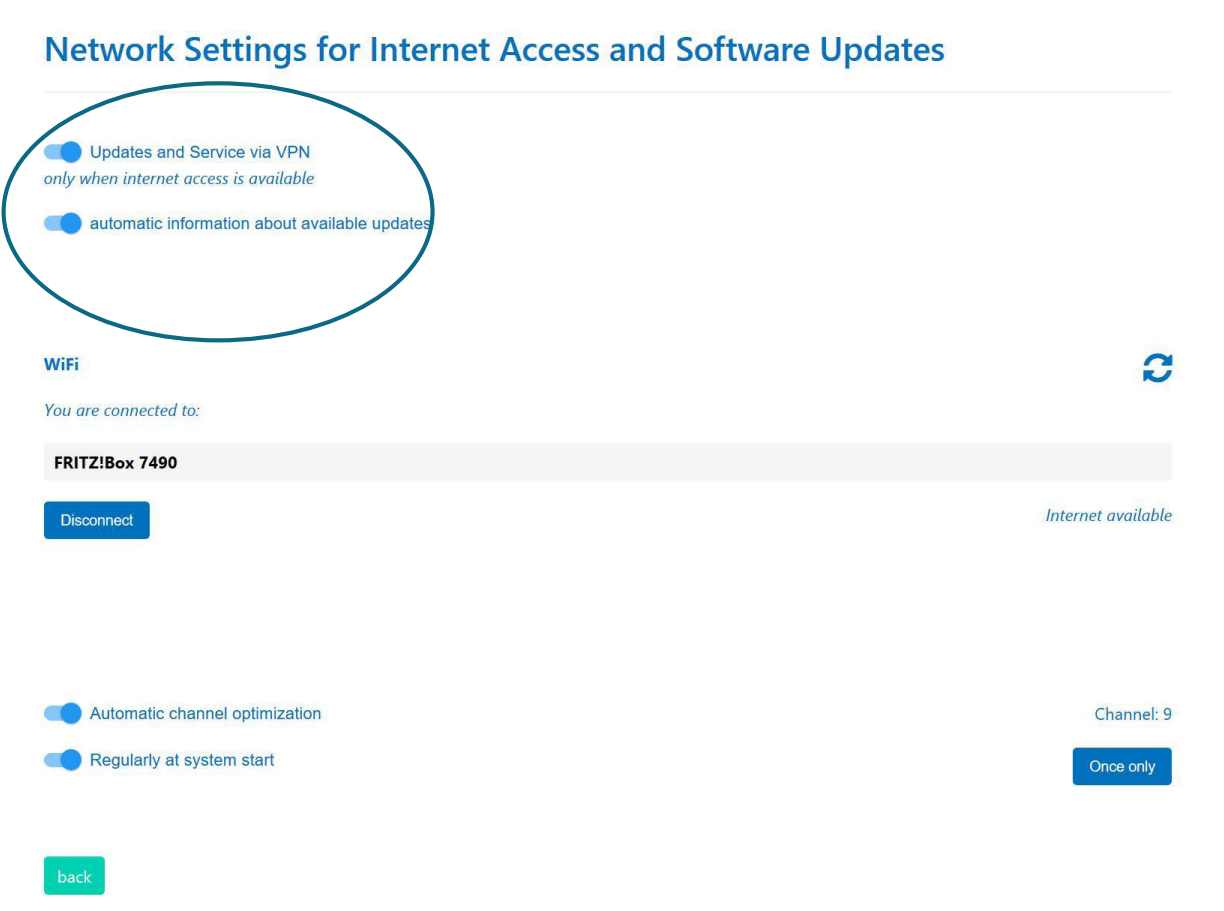 Network Settings for Internet Access and Software Updates
Updates and Service via VPN
only when internet access is available
automatic information about available updates
WiFi
You are connected to:
FRITZ!Box 7490
Disconnect
Internet available
Automatic channel optimization
Channel: 9
Regularly at system start
Once only
back